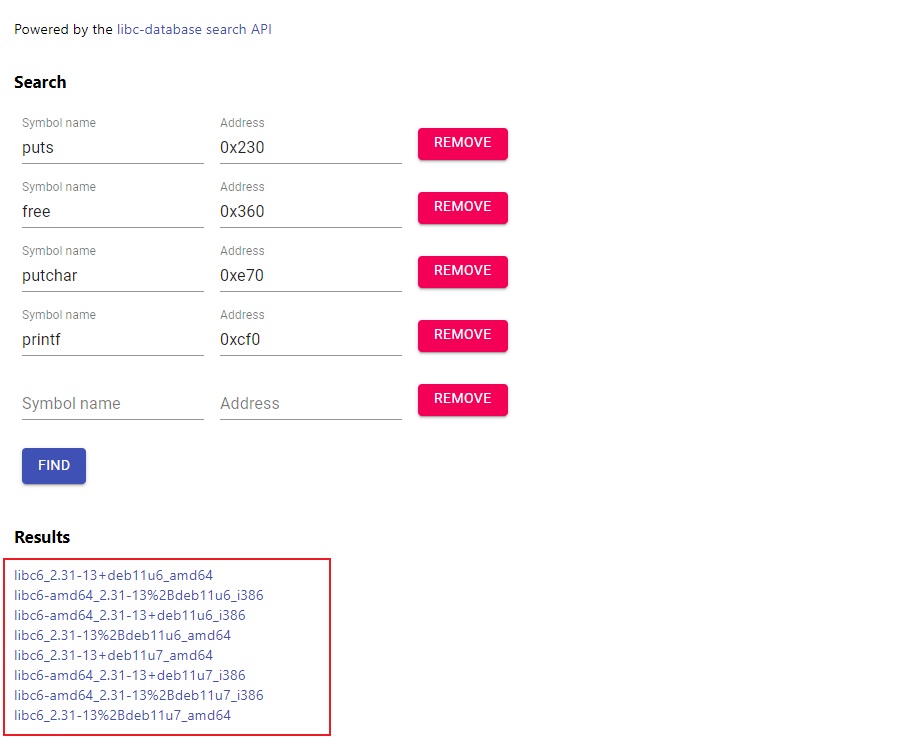 Powered by the libc-database search API
Search
Symbol name Address
puts 0x230 REMOVE
Symbol name Address
free 0x360 REMOVE
Symbol name Address
putchar 0xe70 REMOVE
Symbol name Address
printf 0xcf0 REMOVE
Symbol name Address REMOVE
FIND
Results
libc6_2.31-13+deb11u6_amd64
libc6-amd64_2.31-13%2Bdeb11u6_i386
libc6-amd64_2.31-13+deb11u6_i386
libc6_2.31-13%2Bdeb11u6_amd64
libc6_2.31-13+deb11u7_amd64
libc6-amd64_2.31-13+deb11u7_i386
libc6-amd64_2.31-13%2Bdeb11u7_i386
libc6_2.31-13%2Bdeb11u7_amd64